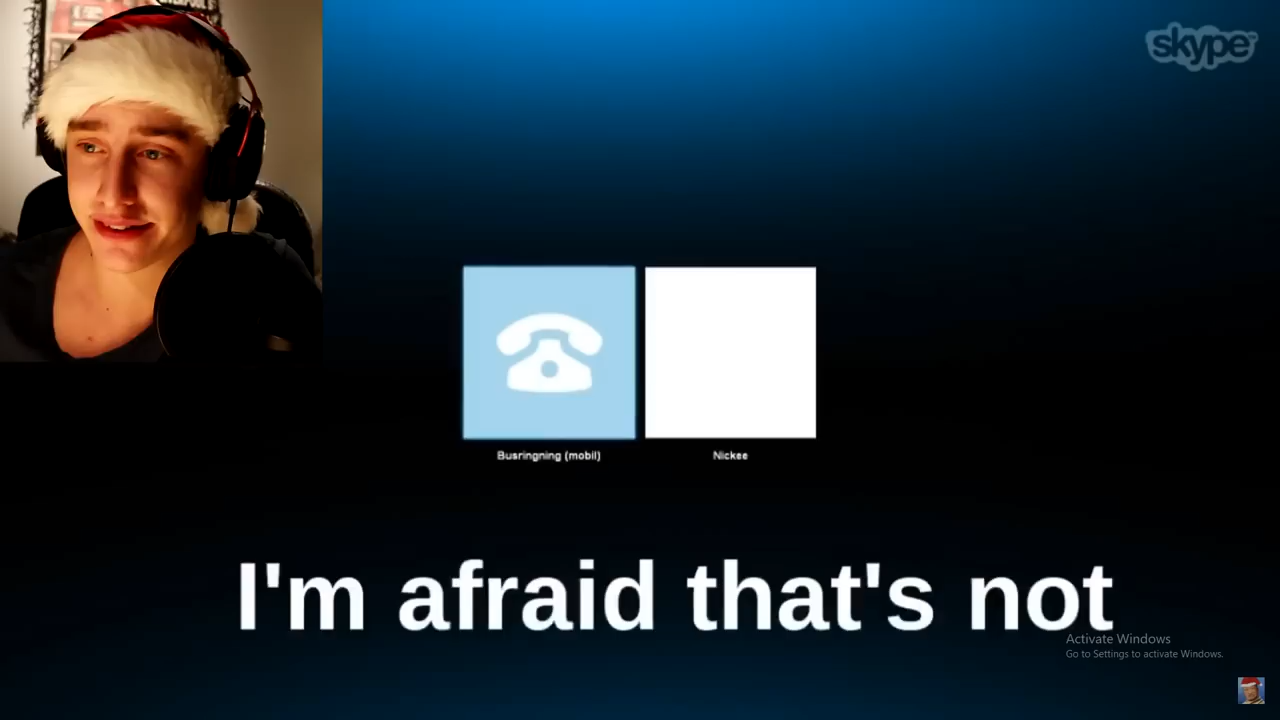 skype
Busringning (mobil)
Nickee
I'm afraid that's not
Activate Windows
Go to Settings to activate Windows.